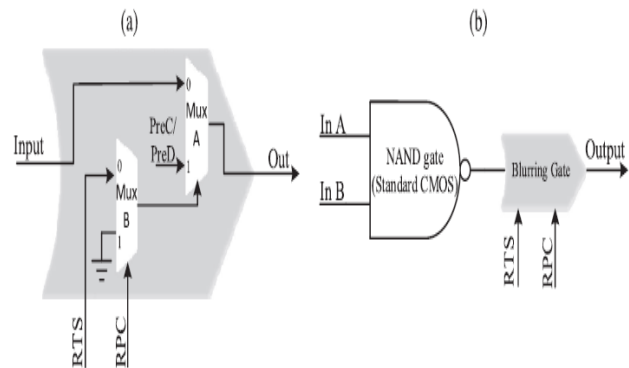 (a)
Input
0
Mux
A
1
PreC/
PreD
Out
0
Mux
B
1
RTS
RPC
(b)
In A
In B
NAND gate
(Standard CMOS)
Blurring Gate
Output
RTS
RPC